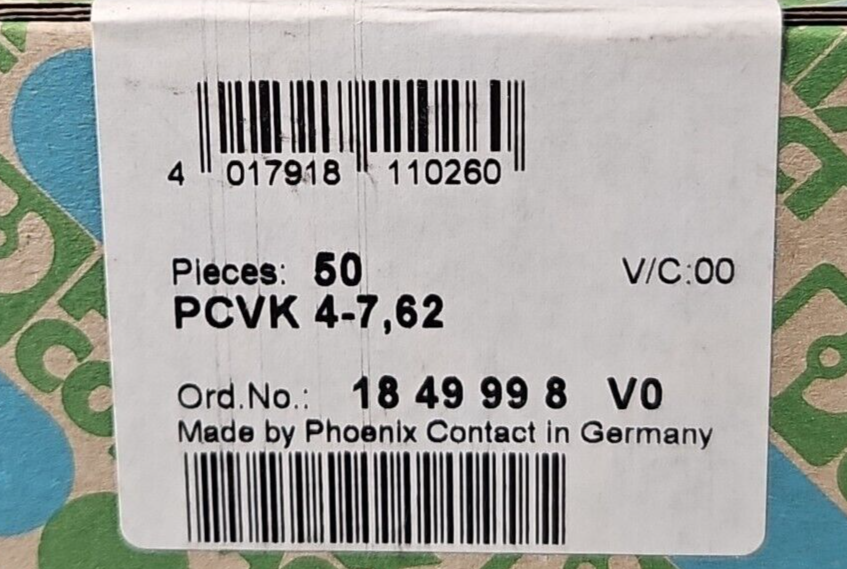 4 017918 110260
Pieces: 50 V/C:00
PCVK 4-7,62
Ord.No.: 18 49 99 8 V0
Made by Phoenix Contact in Germany